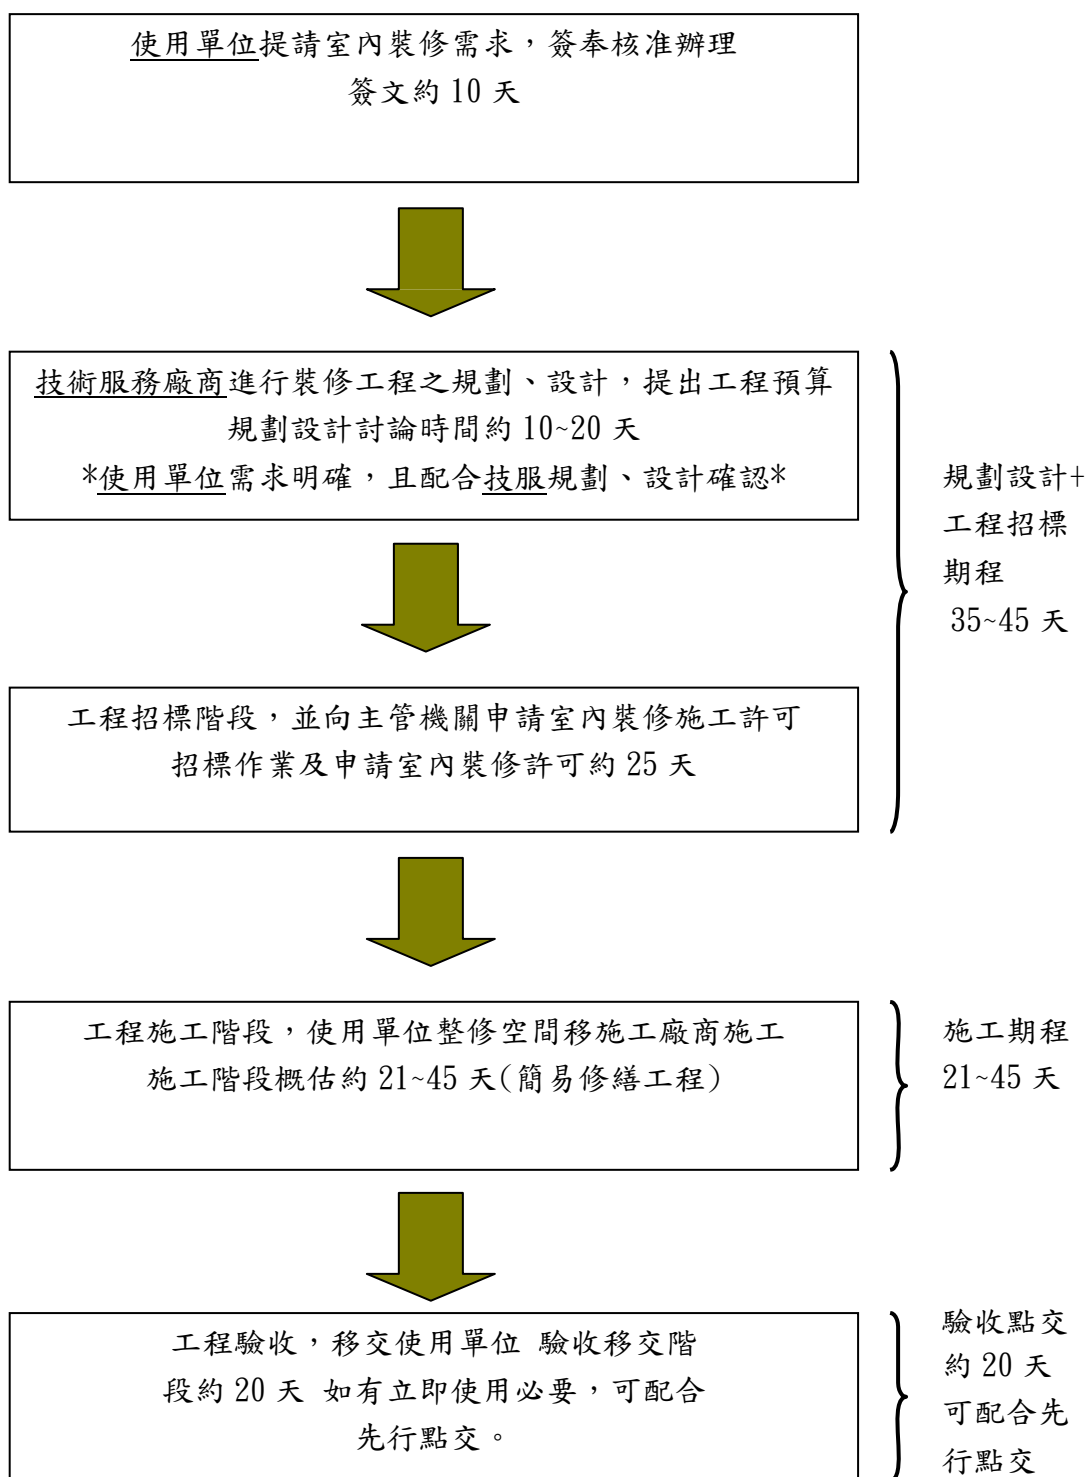 使用單位提請室內裝修需求，簽奉核准辦理
簽文約 10 天
技術服務廠商進行裝修工程之規劃、設計，提出工程預算
規劃設計討論時間約 10~20 天
*使用單位需求明確，且配合技服規劃、設計確認*
規劃設計+
工程招標
期程
35~45 天
工程招標階段，並向主管機關申請室內裝修施工許可
招標作業及申請室內裝修許可約 25 天
工程施工階段，使用單位整修空間移施工廠商施工
施工階段概估約 21~45 天(簡易修繕工程)
施工期程
21~45 天
工程驗收，移交使用單位 驗收移交階
段約 20 天 如有立即使用必要，可配合
先行點交。
驗收點交
約 20 天
可配合先
行點交